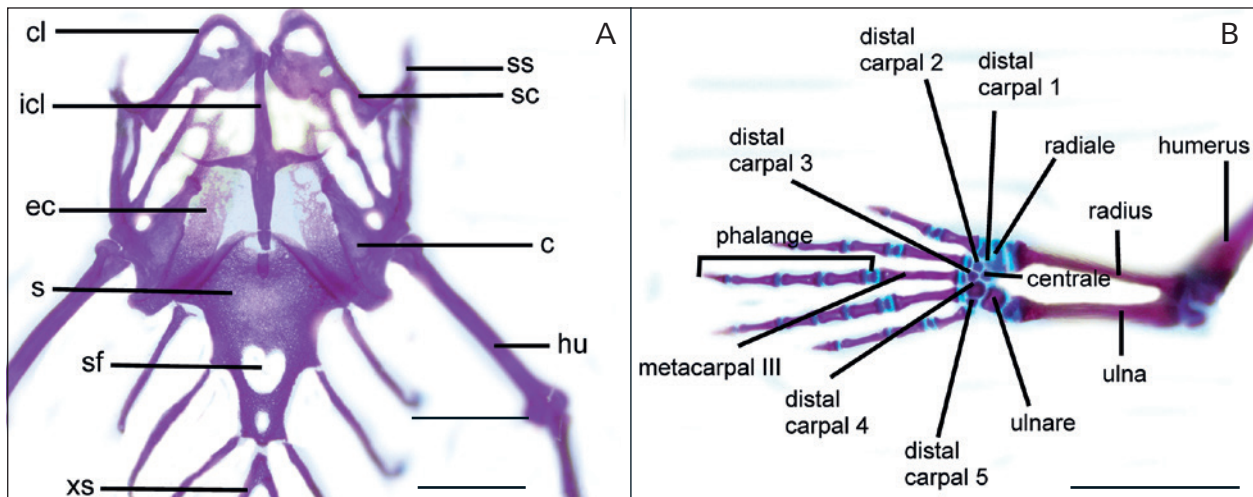 A
cl
ss
sc
icl
ec
c
s
sf
hu
xs
B
distal
carpal 2
distal
carpal 1
distal
carpal 3
radiale
humerus
phalange
radius
centrale
metacarpal III
ulna
distal
carpal 4
ulnare
distal
carpal 5